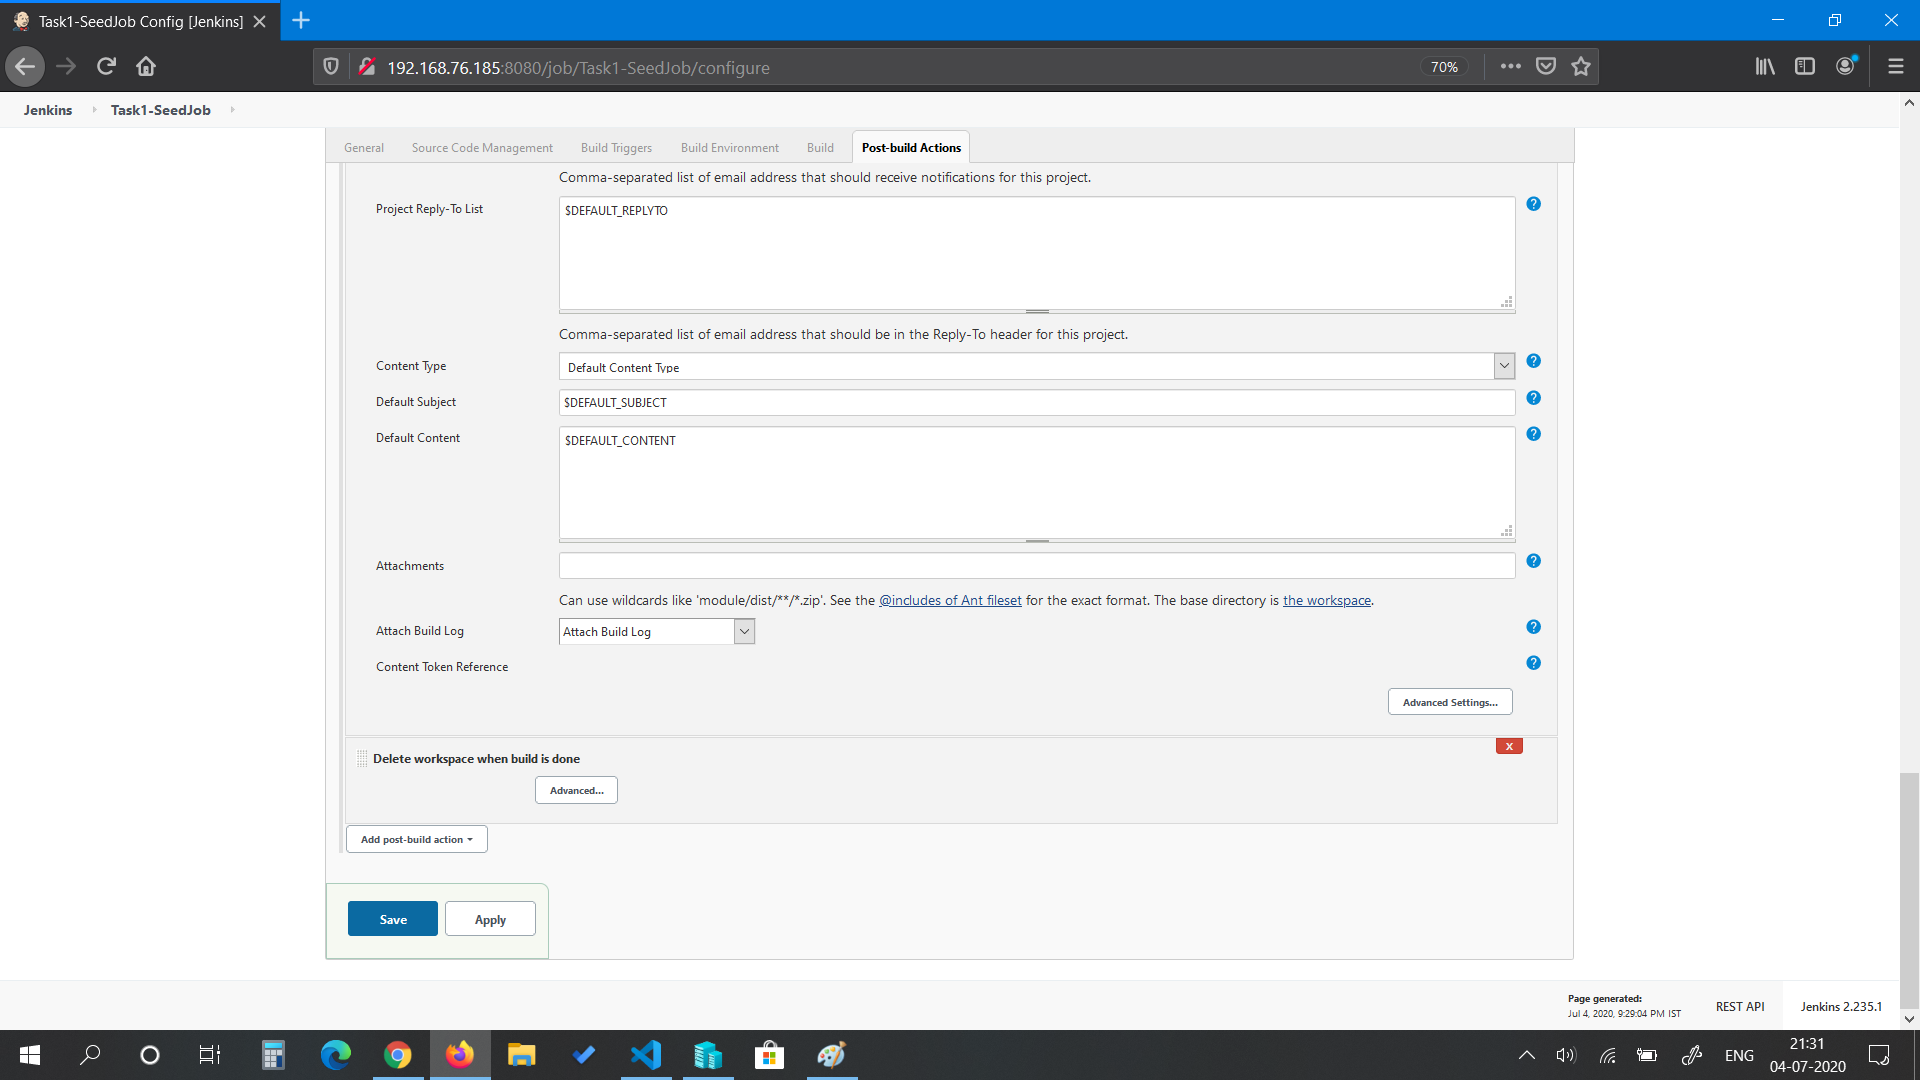 Task1-SeedJob Config [Jenkins]
192.168.76.185:8080/job/Task1-SeedJob/configure
70%
Jenkins
Task1-SeedJob
General
Source Code Management
Build Triggers
Build Environment
Build
Post-build Actions
Comma-separated list of email address that should receive notifications for this project.
Project Reply-To List
$DEFAULT_REPLYTO
Comma-separated list of email address that should be in the Reply-To header for this project.
Content Type
Default Content Type
Default Subject
$DEFAULT_SUBJECT
Default Content
$DEFAULT_CONTENT
Attachments
Can use wildcards like 'module/dist/**/*.zip'. See the @includes of Ant fileset for the exact format. The base directory is the workspace.
Attach Build Log
Attach Build Log
Content Token Reference
Advanced Settings...
X
Delete workspace when build is done
Advanced...
Add post-build action
Save
Apply
Page generated:
Jul 4, 2020, 9:29:04 PM IST
REST API
Jenkins 2.235.1
ENG
21:31
04-07-2020